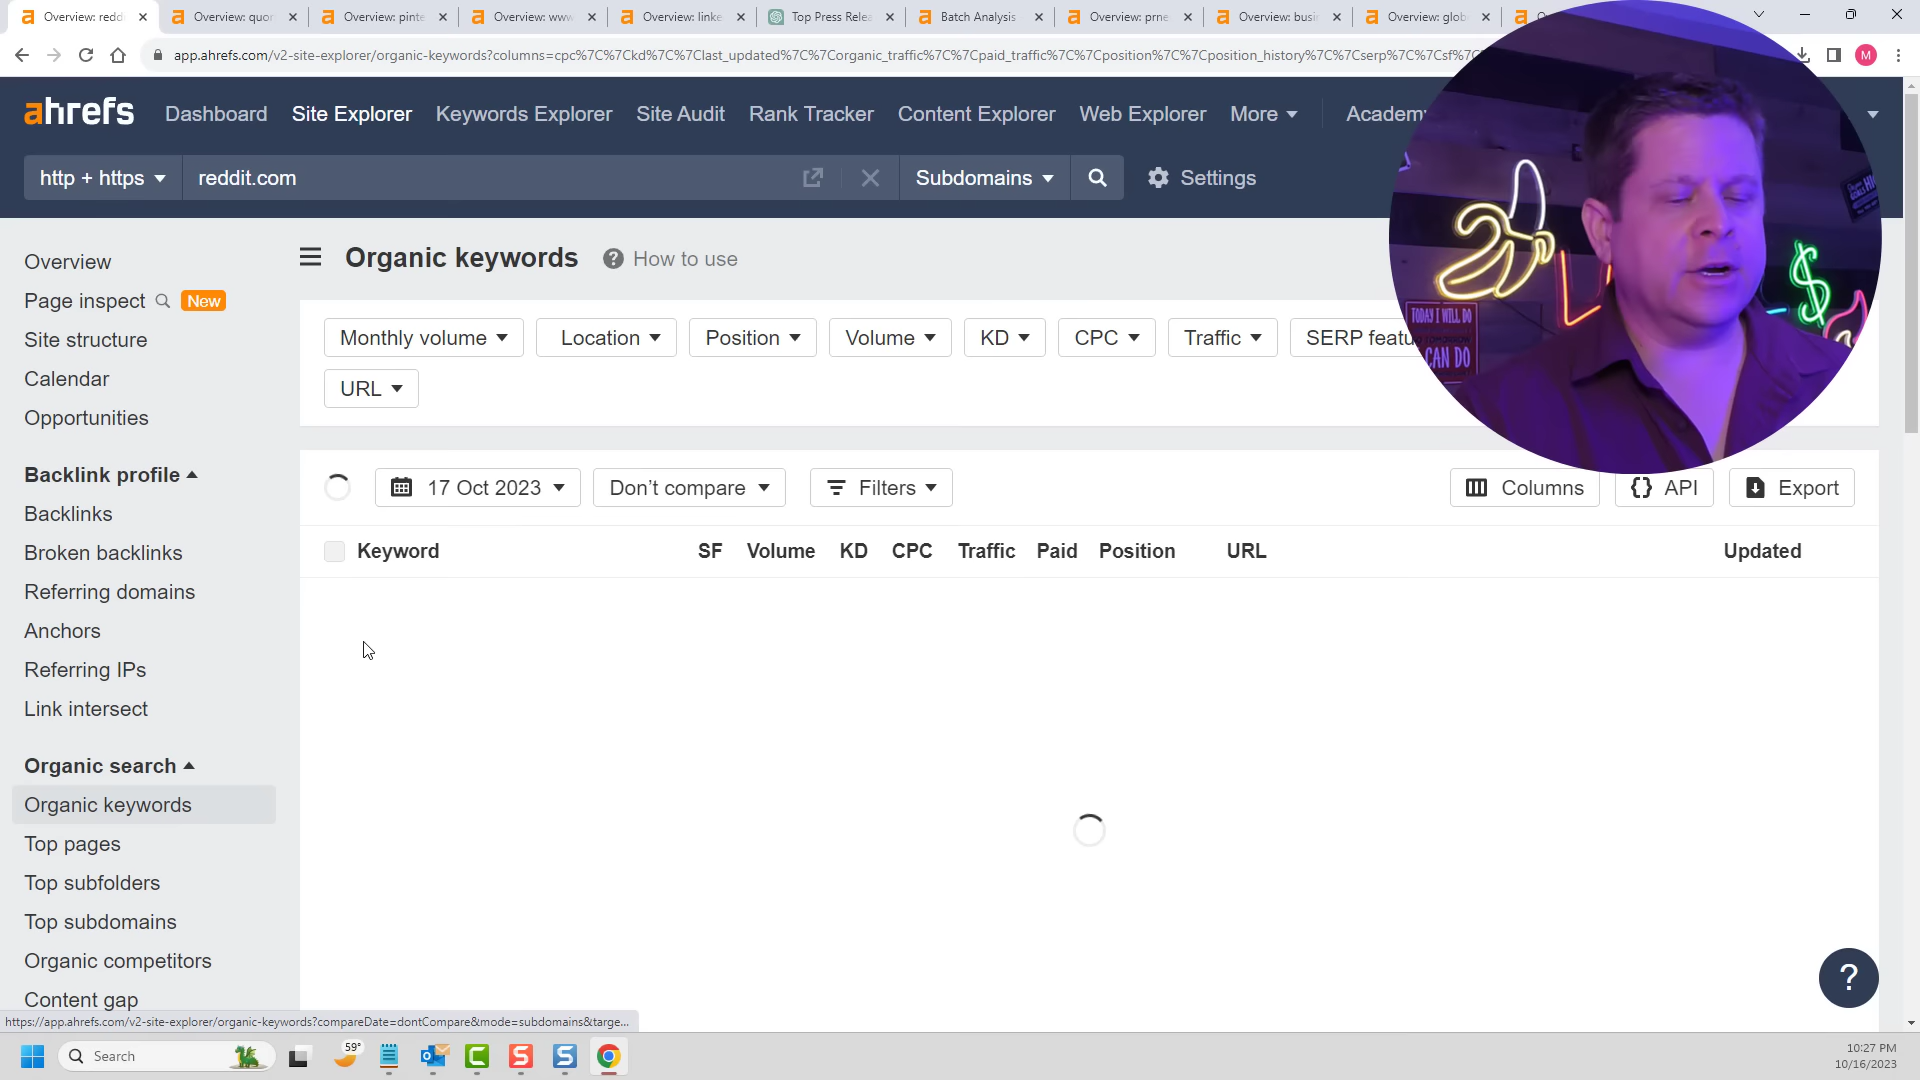 Overview: redd
Overview: quor
Overview: pinte
Overview: www
Overview: linke
Top Press Relea
Batch Analysis
Overview: prne
Overview: busi
Overview: glob
app.ahrefs.com/v2-site-explorer/organic-keywords?columns=cpc%7C%7Ckd%7C%7Clast_updated%7C%7Corganic_traffic%7C%7Cpaid_traffic%7C%7Cposition%7C%7Cposition_history%7C%7Cserp%7C%7Csf%7C
M
ahrefs
Dashboard
Site Explorer
Keywords Explorer
Site Audit
Rank Tracker
Content Explorer
Web Explorer
More
Academy
http + https
reddit.com
Subdomains
Settings
Overview
Page inspect New
Site structure
Calendar
Opportunities
Backlink profile
Backlinks
Broken backlinks
Referring domains
Anchors
Referring IPs
Link intersect
Organic search
Organic keywords
Top pages
Top subfolders
Top subdomains
Organic competitors
Content gap
Organic keywords
? How to use
Monthly volume
Location
Position
Volume
KD
CPC
Traffic
SERP featu
URL
17 Oct 2023
Don't compare
Filters
Columns
{} API
Export
Keyword
SF
Volume
KD
CPC
Traffic
Paid
Position
URL
Updated
TODAY I WILL DO
CAN DO
$
?
https://app.ahrefs.com/v2-site-explorer/organic-keywords?compareDate=dontCompare&mode=subdomains&targe...
Search
59°
10:27 PM
10/16/2023